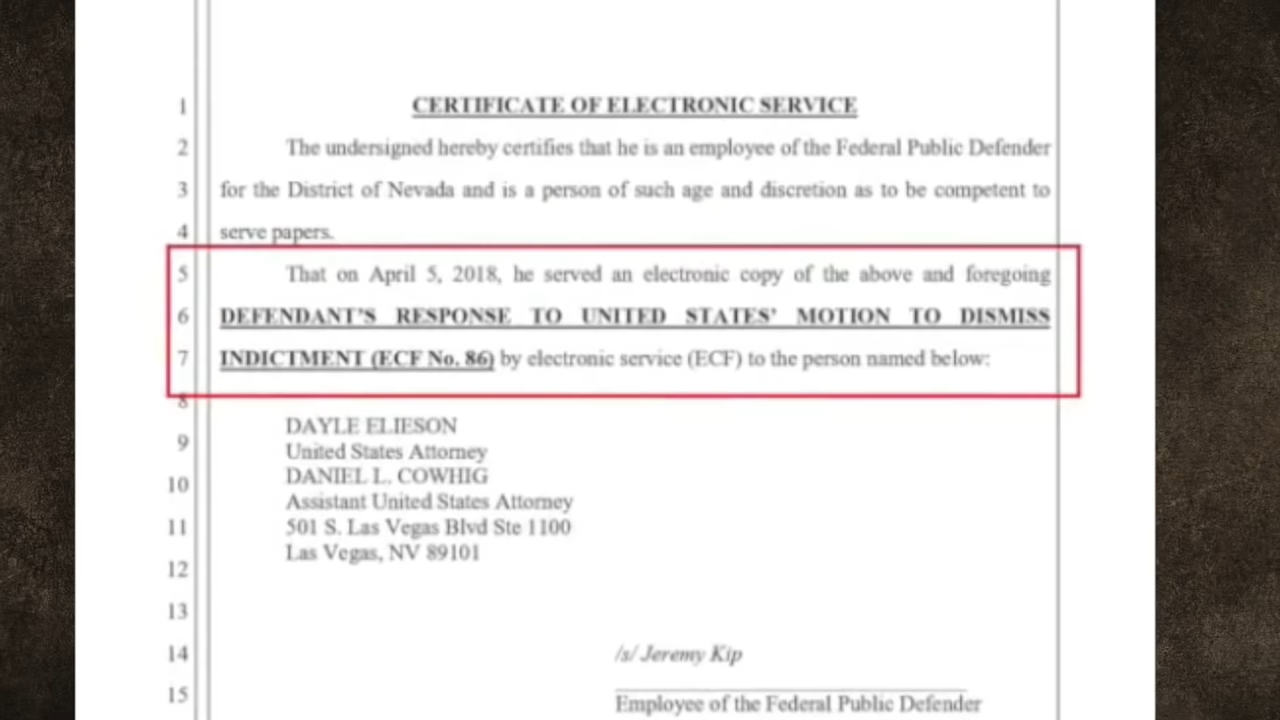 1 CERTIFICATE OF ELECTRONIC SERVICE
2 The undersigned hereby certifies that he is an employee of the Federal Public Defender
3 for the District of Nevada and is a person of such age and discretion as to be competent to
4 serve papers.
5 That on April 5, 2018, he served an electronic copy of the above and foregoing
6 DEFENDANT'S RESPONSE TO UNITED STATES' MOTION TO DISMISS
7 INDICTMENT (ECF No. 86) by electronic service (ECF) to the person named below:
8
DAYLE ELIESON
9
United States Attorney
DANIEL L. COWHIG
10
Assistant United States Attorney
11 501 S. Las Vegas Blvd Ste 1100
Las Vegas, NV 89101
12
13
14 /s/ Jeremy Kip
15
Employee of the Federal Public Defender